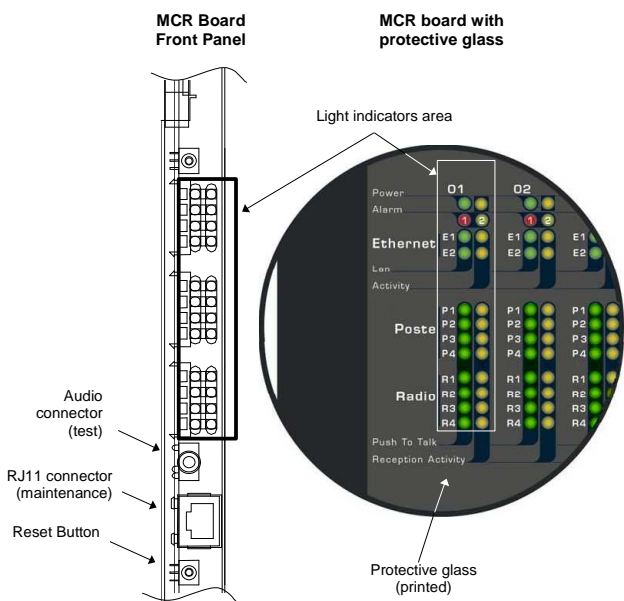 MCR Board
Front Panel
MCR board with
protective glass
Light indicators area
Power 01 02
Alarm
1 2 1 2
Ethernet E1 E1 E1
E2 E2 E2
Lan
Activity
P1 P1 P1
Poste P2 P2 P2
P3 P3 P3
P4 P4 P4
R1 R1 R1
Radio R2 R2 R2
R3 R3 R3
R4 R4 R4
Push To Talk
Reception Activity
Audio
connector
(test)
RJ11 connector
(maintenance)
Reset Button
Protective glass
(printed)